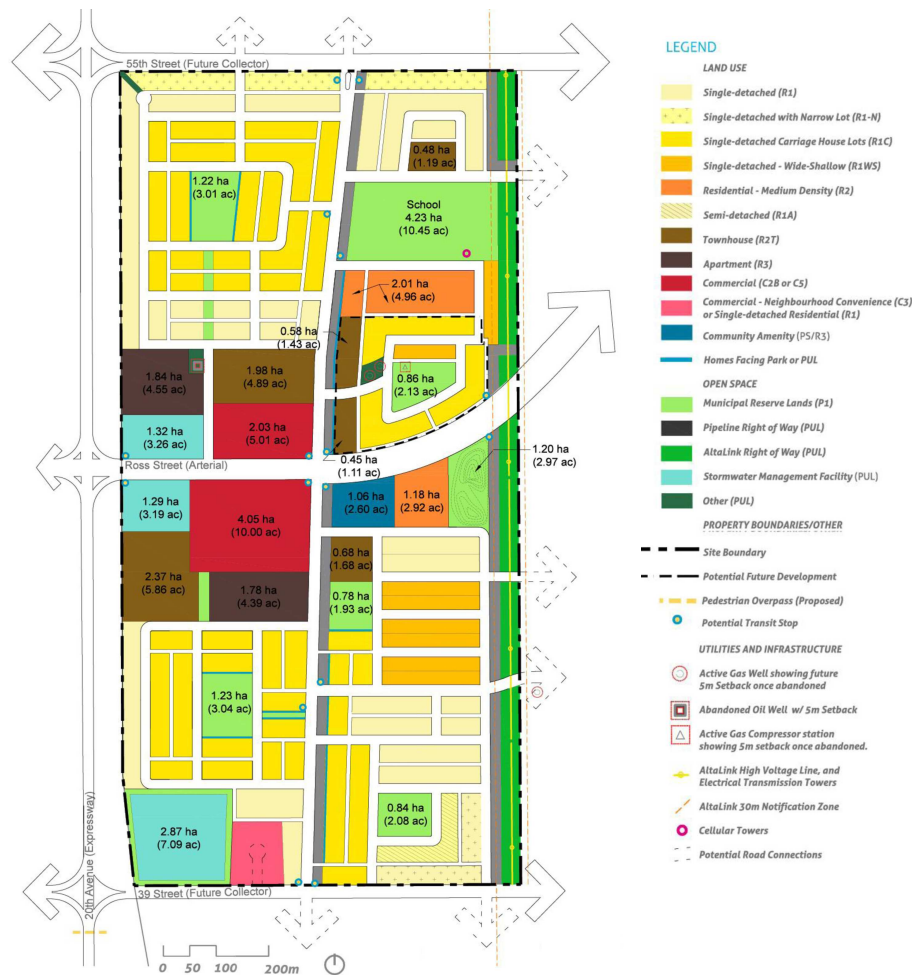 55th Street (Future Collector)
0.48 ha
(1.19 ac)
1.22 ha
(3.01 ac)
School
4.23 ha
(10.45 ac)
2.01 ha
(4.96 ac)
0.58 ha
(1.43 ac)
1.84 ha
(4.55 ac)
1.98 ha
(4.89 ac)
0.86 ha
(2.13 ac)
1.32 ha
(3.26 ac)
2.03 ha
(5.01 ac)
Ross Street (Arterial)
0.45 ha
(1.11 ac)
1.20 ha
(2.97 ac)
1.29 ha
(3.19 ac)
4.05 ha
(10.00 ac)
1.06 ha
(2.60 ac)
1.18 ha
(2.92 ac)
0.68 ha
(1.68 ac)
2.37 ha
(5.86 ac)
1.78 ha
(4.39 ac)
0.78 ha
(1.93 ac)
1.23 ha
(3.04 ac)
0.84 ha
(2.08 ac)
2.87 ha
(7.09 ac)
20th Avenue (Expressway)
39 Street (Future Collector)
0 50 100 200m
LEGEND
LAND USE
Single-detached (R1)
Single-detached with Narrow Lot (R1-N)
Single-detached Carriage House Lots (R1C)
Single-detached - Wide-Shallow (R1WS)
Residential - Medium Density (R2)
Semi-detached (R1A)
Townhouse (R2T)
Apartment (R3)
Commercial (C2B or C5)
Commercial - Neighbourhood Convenience (C3)
or Single-detached Residential (R1)
Community Amenity (PS/R3)
Homes Facing Park or PUL
OPEN SPACE
Municipal Reserve Lands (P1)
Pipeline Right of Way (PUL)
AltaLink Right of Way (PUL)
Stormwater Management Facility (PUL)
Other (PUL)
PROPERTY BOUNDARIES/OTHER
Site Boundary
Potential Future Development
Pedestrian Overpass (Proposed)
Potential Transit Stop
UTILITIES AND INFRASTRUCTURE
Active Gas Well showing future
5m Setback once abandoned
Abandoned Oil Well w/ 5m Setback
Active Gas Compressor station
showing 5m setback once abandoned.
AltaLink High Voltage Line, and
Electrical Transmission Towers
AltaLink 30m Notification Zone
Cellular Towers
Potential Road Connections